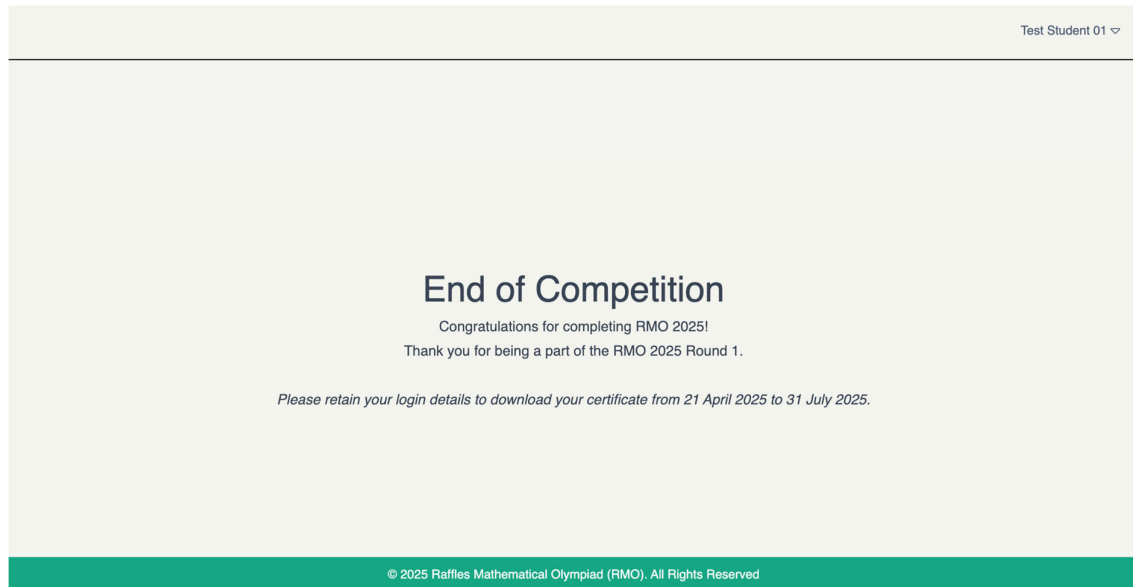 Test Student 01
End of Competition
Congratulations for completing RMO 2025!
Thank you for being a part of the RMO 2025 Round 1.
Please retain your login details to download your certificate from 21 April 2025 to 31 July 2025.
© 2025 Raffles Mathematical Olympiad (RMO). All Rights Reserved